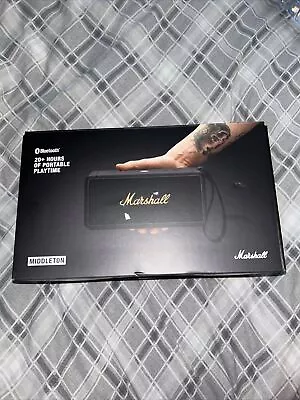 Bluetooth®
20+ HOURS
OF PORTABLE
PLAYTIME
Marshall
MIDDLETON
Marshall